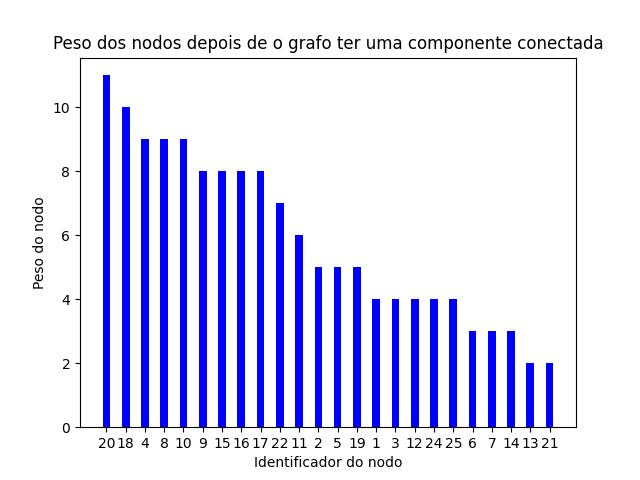 Peso dos nodos depois de o grafo ter uma componente conectada
Peso do nodo
10
8
6
4
2
0
20 18 4 8 10 9 15 16 17 22 11 2 5 19 1 3 12 24 25 6 7 14 13 21
Identificador do nodo